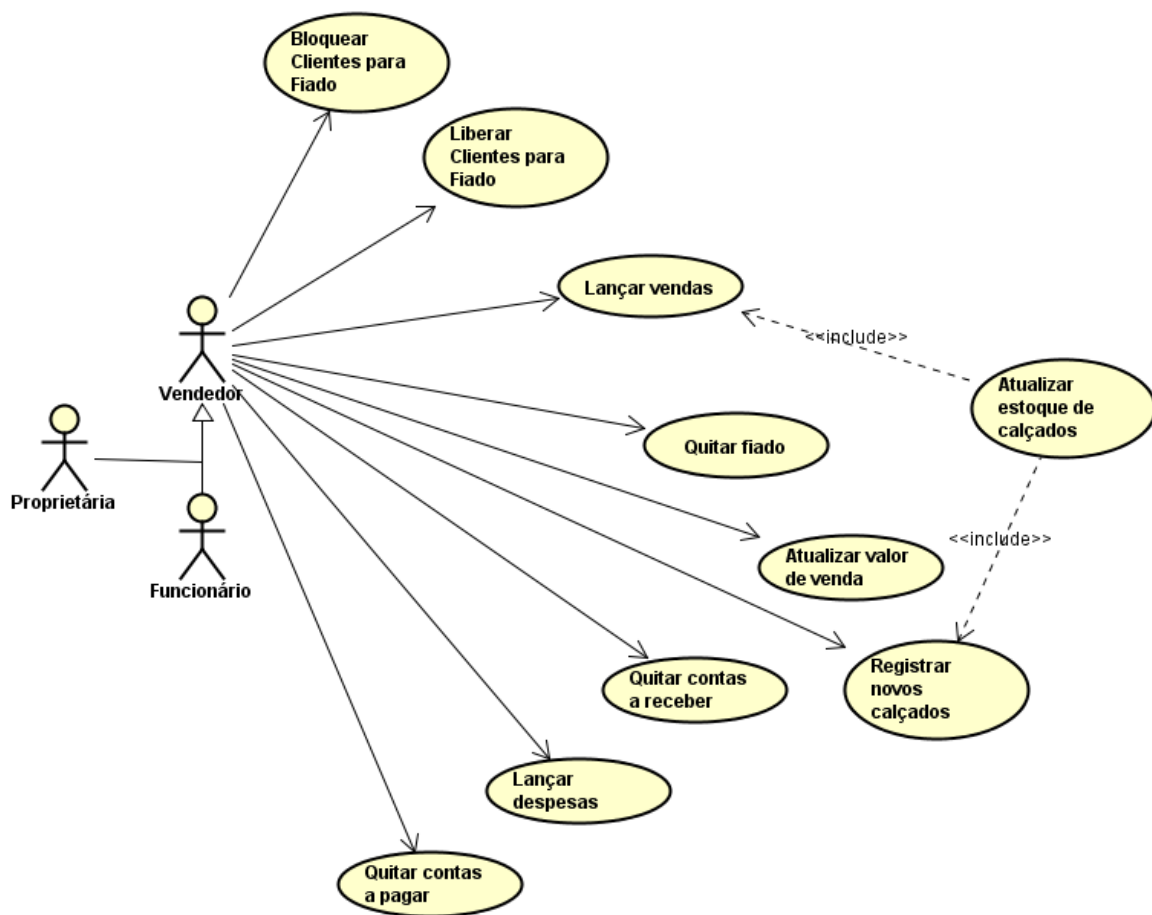 Bloquear
Clientes para
Fiado
Liberar
Clientes para
Fiado
Lançar vendas
<<include>>
Vendedor
Atualizar
estoque de
calçados
Quitar fiado
Proprietária
<<include>>
Atualizar valor
de venda
Funcionário
Registrar
novos
calçados
Quitar contas
a receber
Lançar
despesas
Quitar contas
a pagar